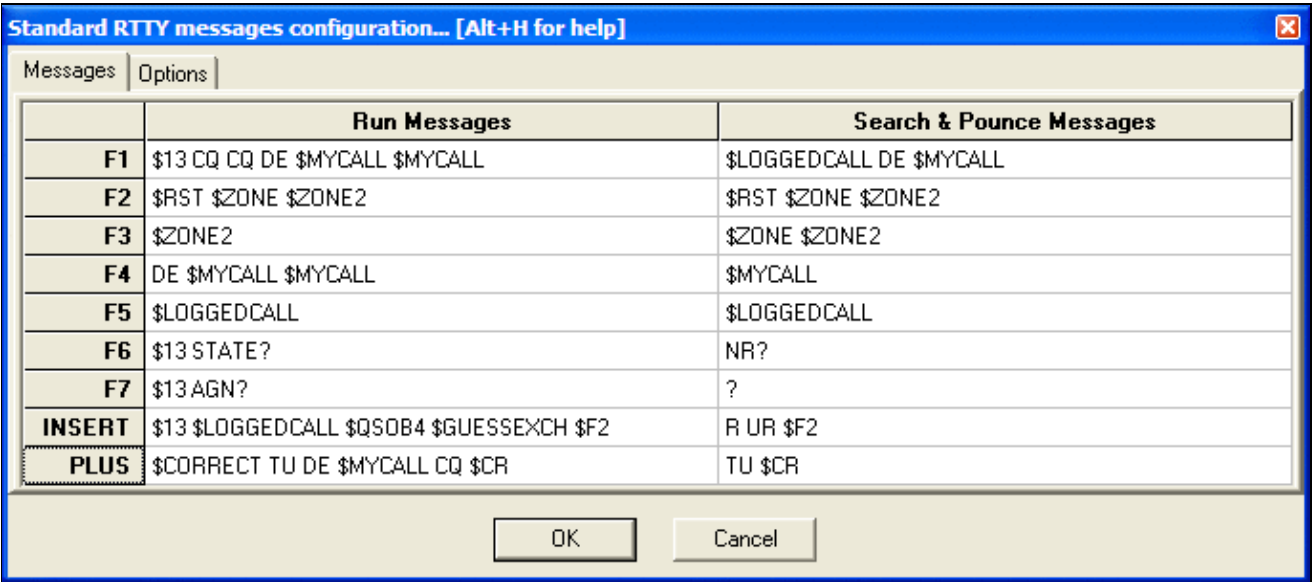 Standard RTTY messages configuration... [Alt+H for help]
Messages Options
Run Messages Search & Pounce Messages
F1 $13 CQ CQ DE $MYCALL $MYCALL $LOGGEDCALL DE $MYCALL
F2 $RST $ZONE $ZONE2 $RST $ZONE $ZONE2
F3 $ZONE2 $ZONE $ZONE2
F4 DE $MYCALL $MYCALL $MYCALL
F5 $LOGGEDCALL $LOGGEDCALL
F6 $13 STATE? NR?
F7 $13 AGN? ?
INSERT $13 $LOGGEDCALL $QSOB4 $GUESSEXCH $F2 R UR $F2
PLUS $CORRECT TU DE $MYCALL CQ $CR TU $CR
OK Cancel